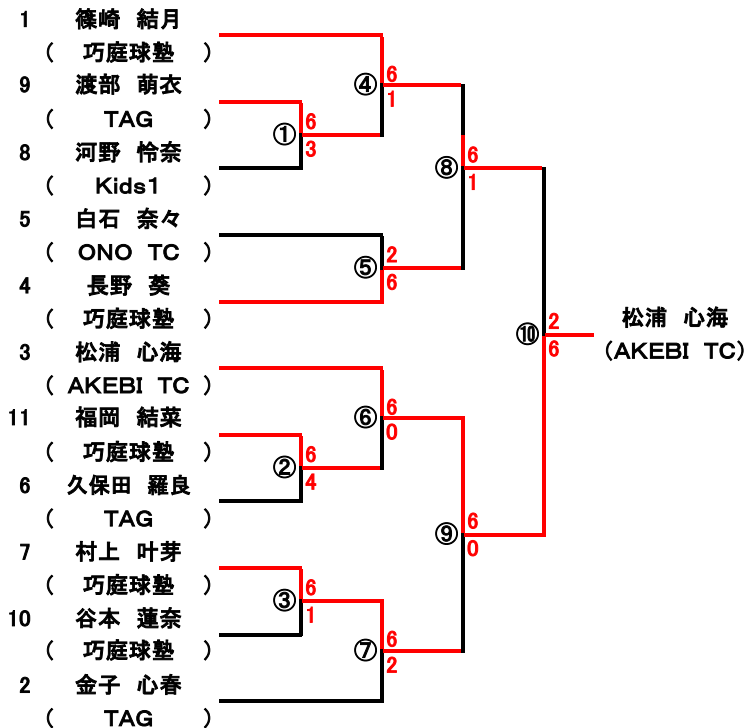 1 篠崎 結月
( 巧庭球塾 )
9 渡部 萌衣
( TAG )
8 河野 怜奈
( Kids1 )
5 白石 奈々
( ONO TC )
4 長野 葵
( 巧庭球塾 )
3 松浦 心海
( AKEBI TC )
11 福岡 結菜
( 巧庭球塾 )
6 久保田 羅良
( TAG )
7 村上 叶芽
( 巧庭球塾 )
10 谷本 蓮奈
( 巧庭球塾 )
2 金子 心春
( TAG )
① 6
3
② 6
4
③ 6
1
④ 6
1
⑤ 2
6
⑥ 6
0
⑦ 6
2
⑧ 6
1
⑨ 6
0
⑩ 2
6
松浦 心海
(AKEBI TC)